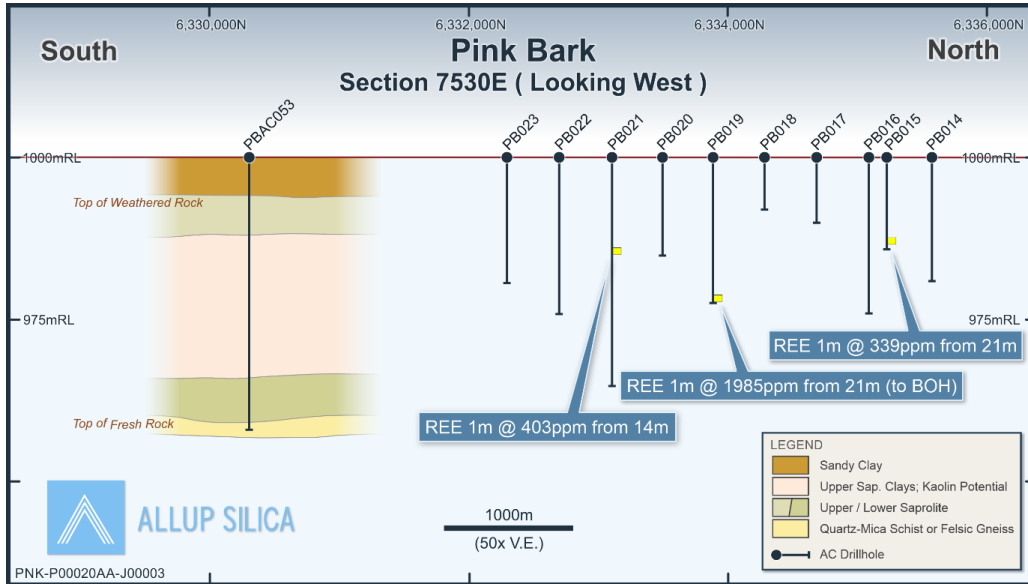 6,330,000N
6,332,000N
6,334,000N
6,336,000N
South
Pink Bark
North
Section 7530E ( Looking West )
PBAC053
PB023
PB022
PB021
PB020
PB019
PB018
PB017
PB016
PB015
PB014
1000mRL
1000mRL
Top of Weathered Rock
975mRL
975mRL
REE 1m @ 339ppm from 21m
REE 1m @ 1985ppm from 21m (to BOH)
REE 1m @ 403ppm from 14m
Top of Fresh Rock
LEGEND
Sandy Clay
Upper Sap. Clays; Kaolin Potential
Upper / Lower Saprolite
Quartz-Mica Schist or Felsic Gneiss
AC Drillhole
ALLUP SILICA
1000m
(50x V.E.)
PNK-P00020AA-J00003